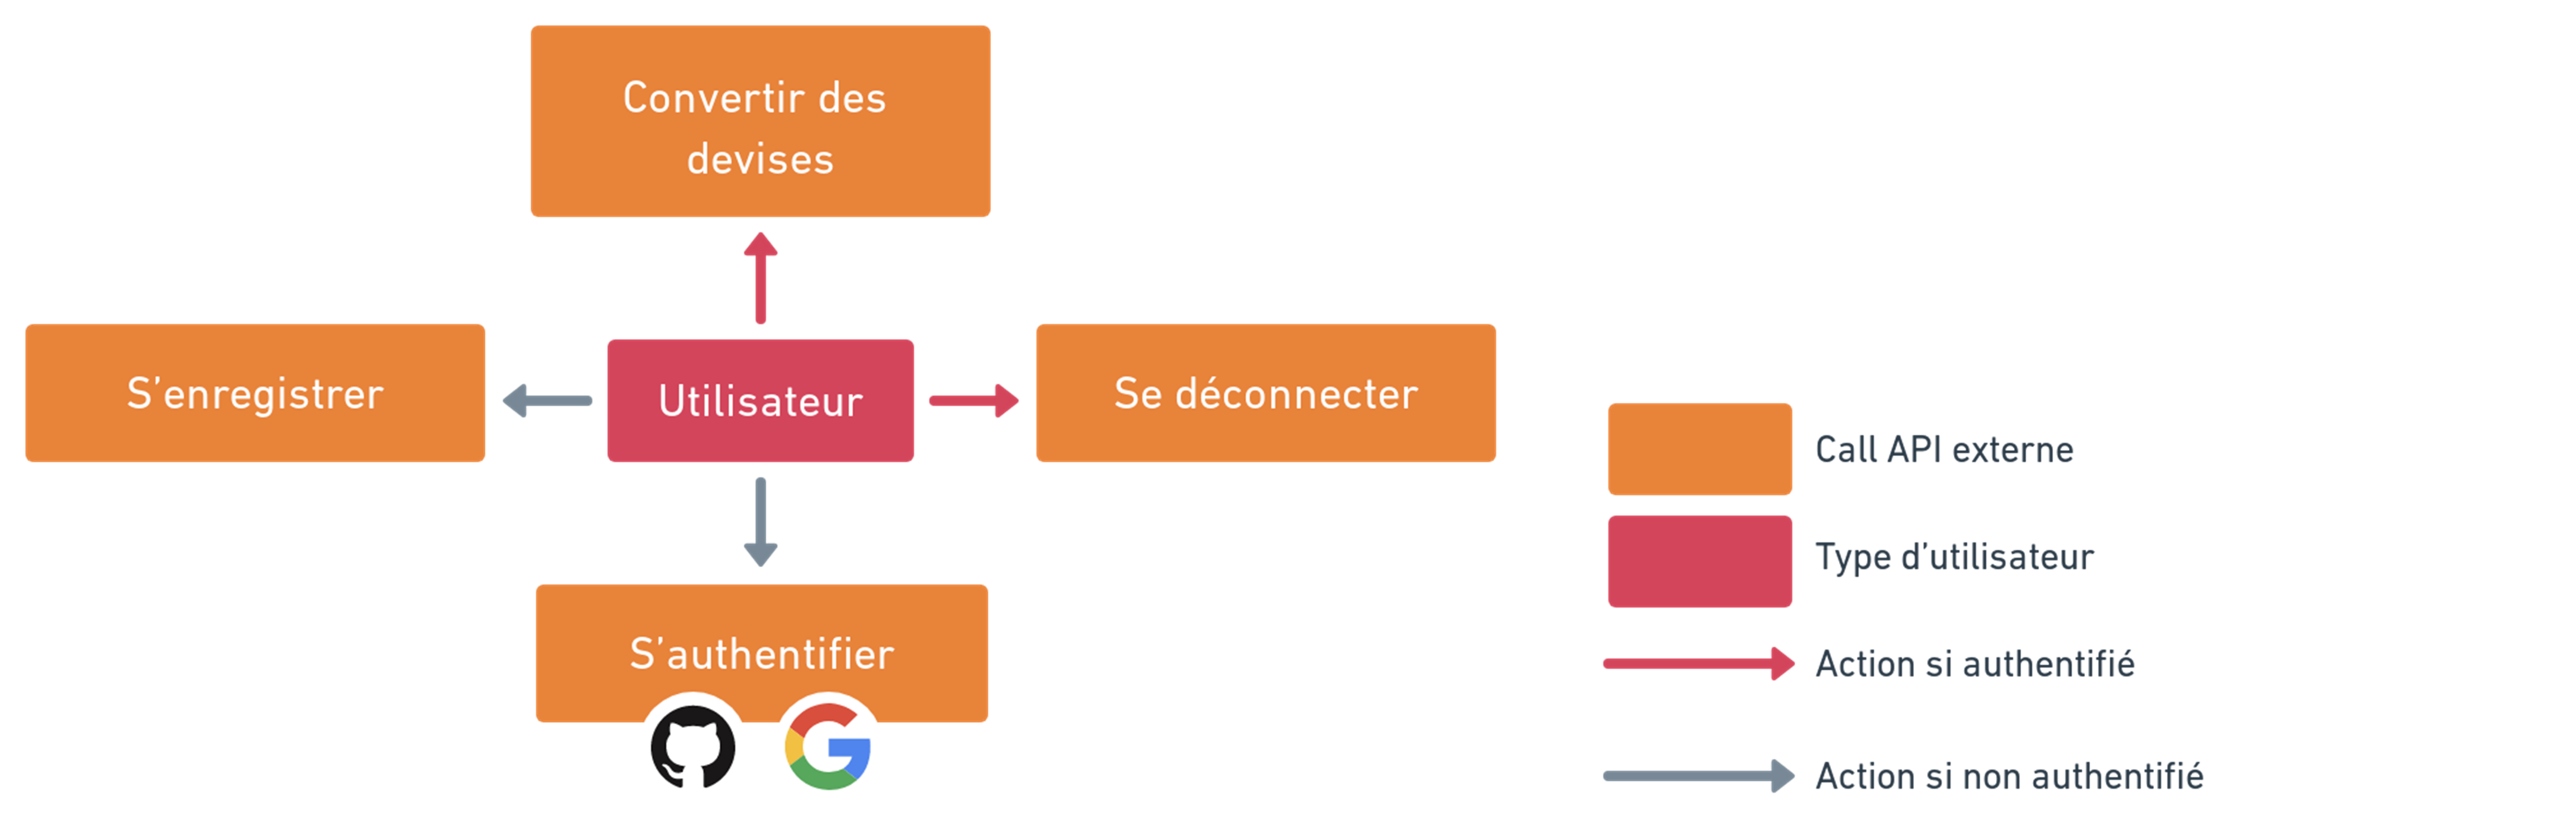 Convertir des
devises
S’enregistrer
Utilisateur
Se déconnecter
S’authentifier
Call API externe
Type d’utilisateur
Action si authentifié
Action si non authentifié